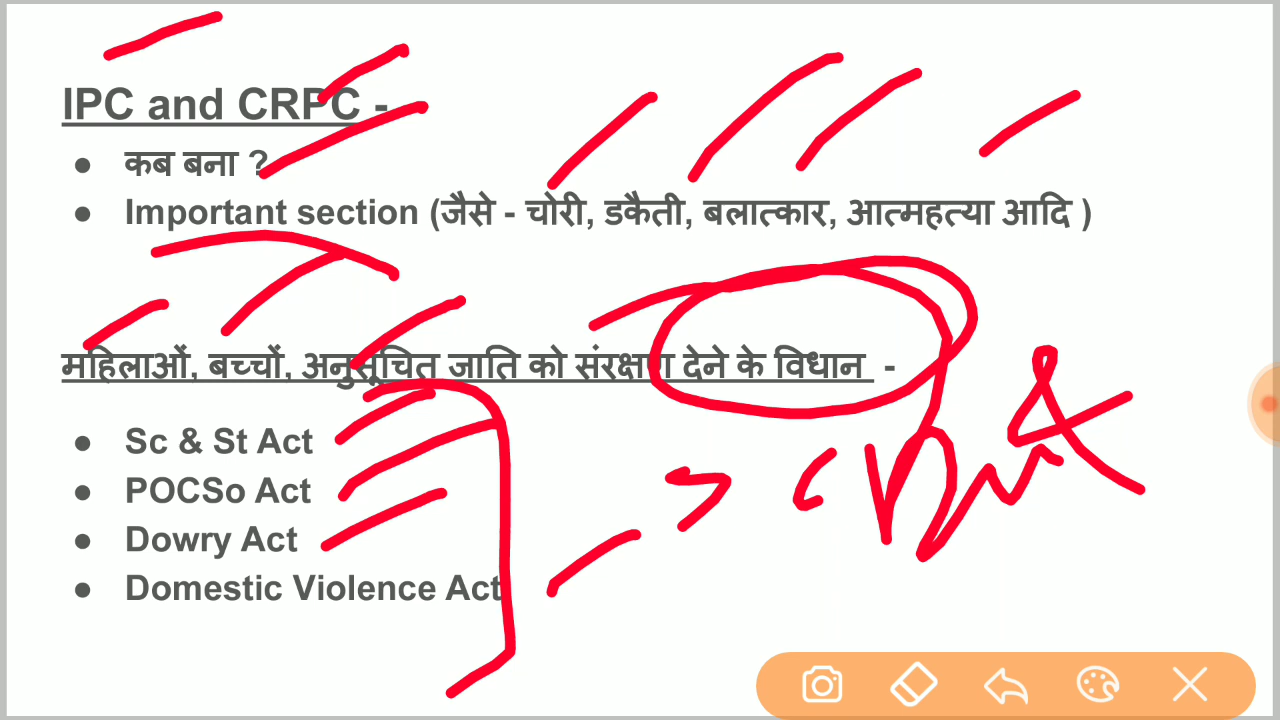 IPC and CRPC -
● कब बना ?
● Important section (जैसे - चोरी, डकैती, बलात्कार, आत्महत्या आदि )
महिलाओं, बच्चों, अनुसूचित जाति को संरक्षण देने के विधान -
● Sc & St Act
● POCSo Act
● Dowry Act
● Domestic Violence Act